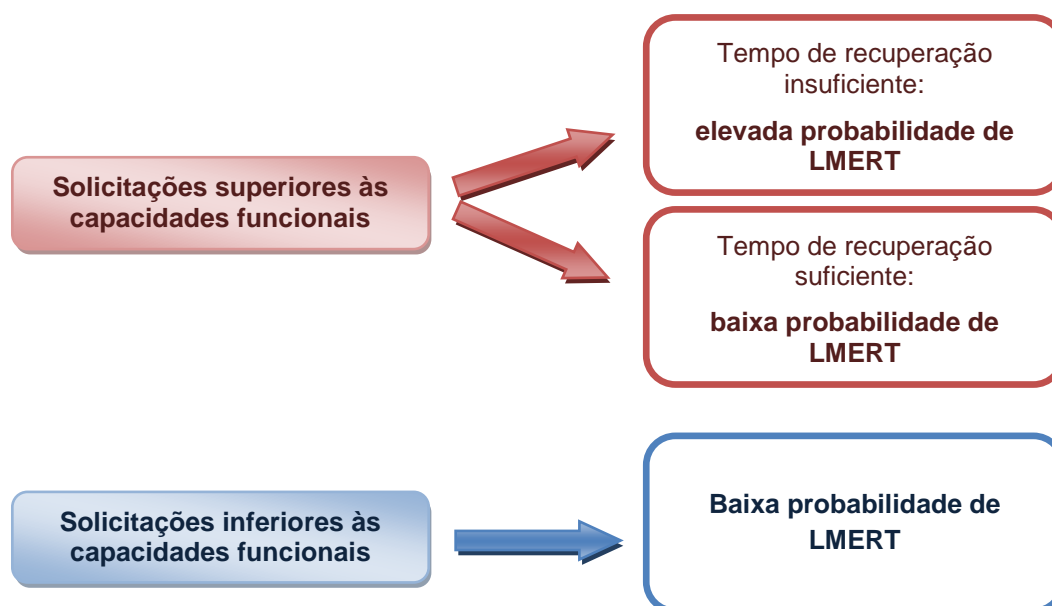 Tempo de recuperação
insuficiente:
elevada probabilidade de
LMERT
Solicitações superiores às
capacidades funcionais
Tempo de recuperação
suficiente:
baixa probabilidade de
LMERT
Solicitações inferiores às
capacidades funcionais
Baixa probabilidade de
LMERT